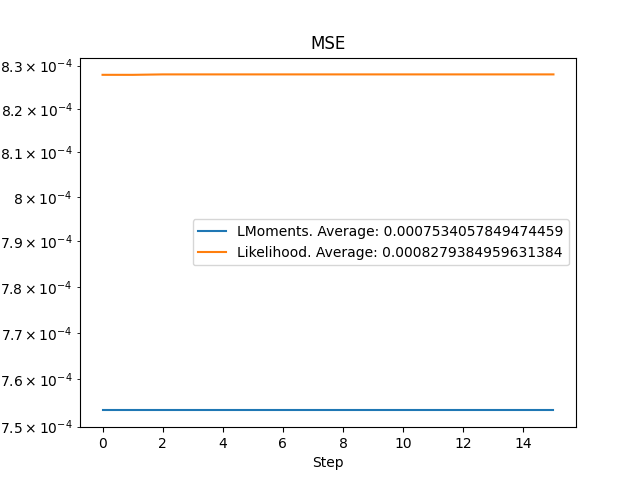 MSE
8.3 × 10⁻⁴
8.2 × 10⁻⁴
8.1 × 10⁻⁴
8 × 10⁻⁴
7.9 × 10⁻⁴
7.8 × 10⁻⁴
7.7 × 10⁻⁴
7.6 × 10⁻⁴
7.5 × 10⁻⁴
LMoments. Average: 0.0007534057849474459
Likelihood. Average: 0.0008279384959631384
0 2 4 6 8 10 12 14
Step